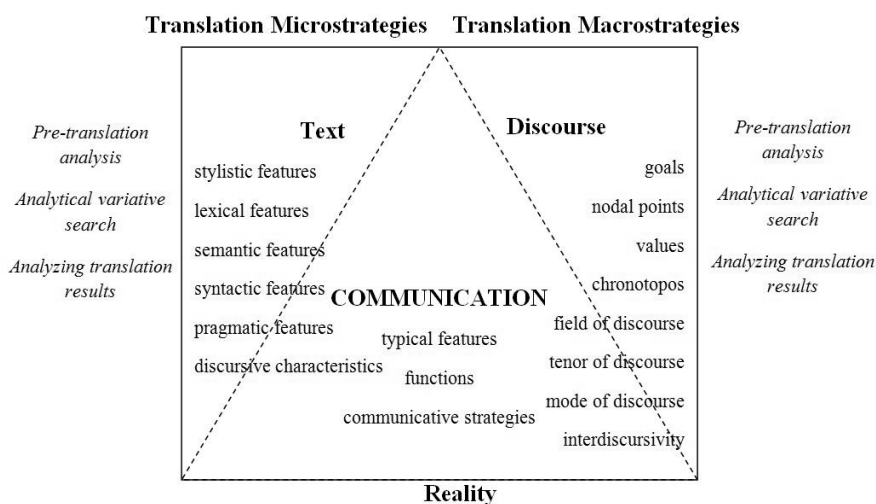 Translation Microstrategies
Translation Macrostrategies
Pre-translation
analysis
Analytical variative
search
Analyzing translation
results
Text
stylistic features
lexical features
semantic features
syntactic features
pragmatic features
discursive characteristics
COMMUNICATION
typical features
functions
communicative strategies
Discourse
goals
nodal points
values
chronotopos
field of discourse
tenor of discourse
mode of discourse
interdiscursivity
Pre-translation
analysis
Analytical variative
search
Analyzing translation
results
Reality